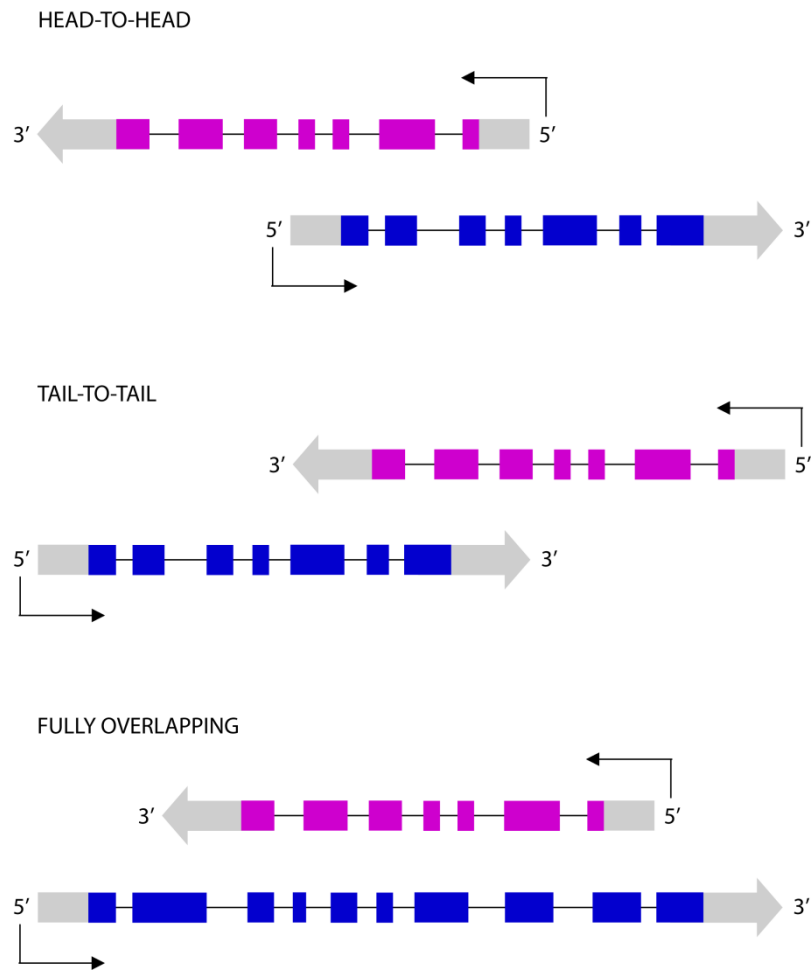 HEAD-TO-HEAD
3′ 5′
5′ 3′
TAIL-TO-TAIL
3′ 5′
5′ 3′
FULLY OVERLAPPING
3′ 5′
5′ 3′